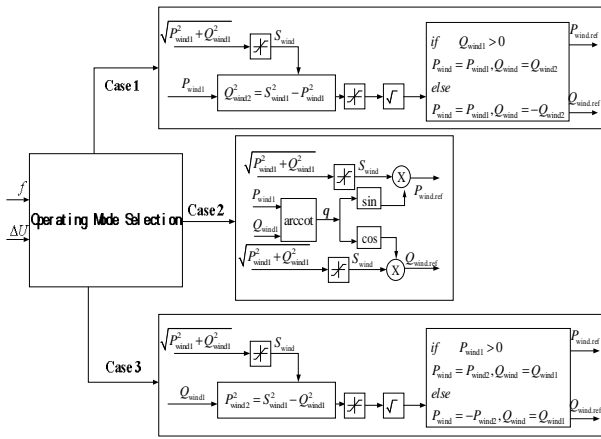 √P²wind1+Q²wind1
Swind
Pwind1
Q²wind2 = S²wind1 − P²wind1
√
if Qwind1 > 0
Pwind = Pwind1, Qwind = Qwind2
else
Pwind = Pwind1, Qwind = −Qwind2
Pwind.ref
Qwind.ref
Case 1
f
ΔU
Operating Mode Selection
Case 2
√P²wind1+Q²wind1
Swind
X
Pwind1
Qwind1
arccot
q
sin
cos
Pwind.ref
√P²wind1+Q²wind1
Swind
X
Qwind.ref
Case 3
√P²wind1+Q²wind1
Swind
Qwind1
P²wind2 = S²wind1 − Q²wind1
√
if Pwind1 > 0
Pwind = Pwind2, Qwind = Qwind1
else
Pwind = −Pwind2, Qwind = Qwind1
Pwind.ref
Qwind.ref